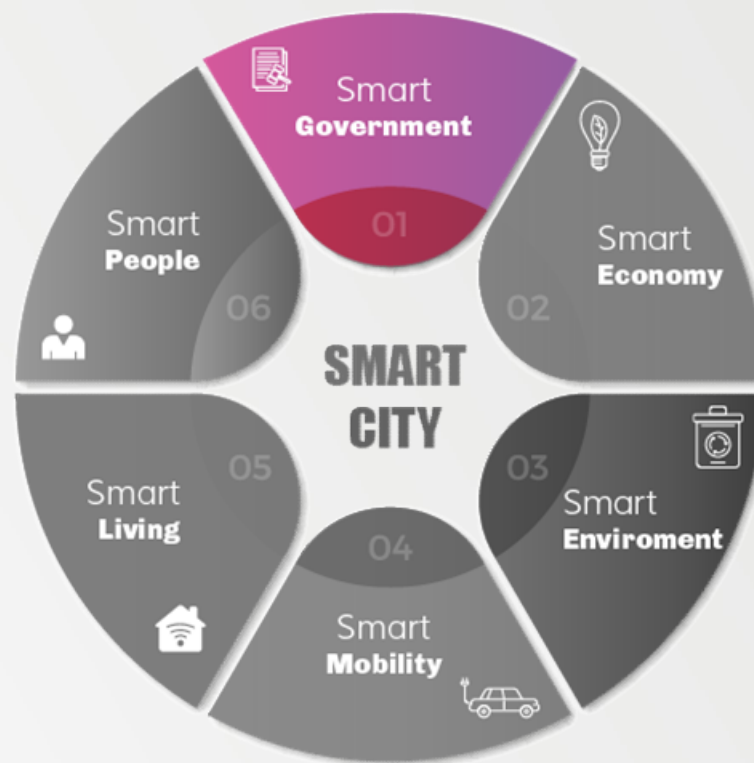 Smart
Government
01
Smart
Economy
02
Smart
Enviroment
03
Smart
Mobility
04
Smart
Living
05
Smart
People
06
SMART
CITY